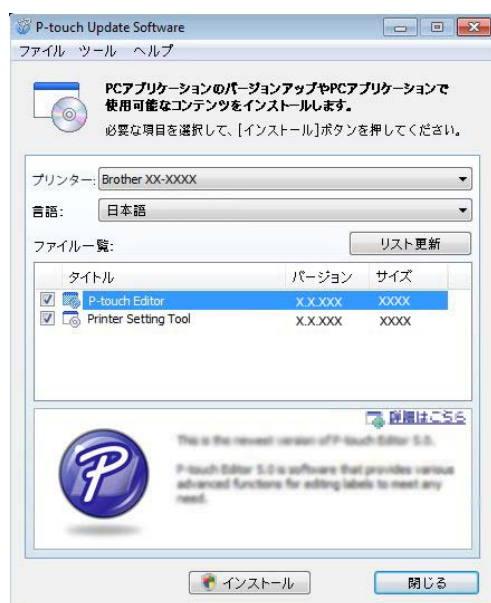 P-touch Update Software
ファイル ツール ヘルプ
PCアプリケーションのバージョンアップやPCアプリケーションで
使用可能なコンテンツをインストールします。
必要な項目を選択して、[インストール]ボタンを押してください。
プリンター: Brother XX-XXXX
言語: 日本語
ファイル一覧: リスト更新
タイトル バージョン サイズ
P-touch Editor X.X.XXX XXXX
Printer Setting Tool X.X.XXX XXXX
詳細はこちら
This is the newest version of P-touch Editor 5.0.
P-touch Editor 5.0 is software that provides various
advanced functions for editing labels to meet any
need.
インストール 閉じる